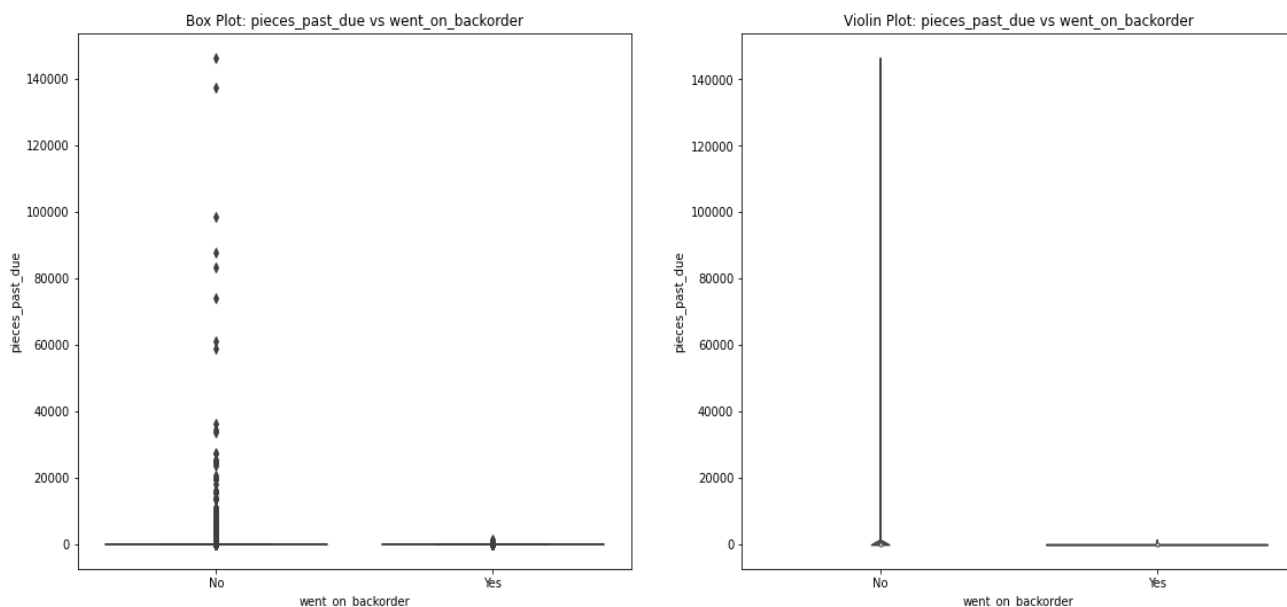 Box Plot: pieces_past_due vs went_on_backorder
140000
120000
100000
80000
60000
40000
20000
0
pieces_past_due
No
Yes
went_on_backorder
Violin Plot: pieces_past_due vs went_on_backorder
140000
120000
100000
80000
60000
40000
20000
0
pieces_past_due
No
Yes
went_on_backorder